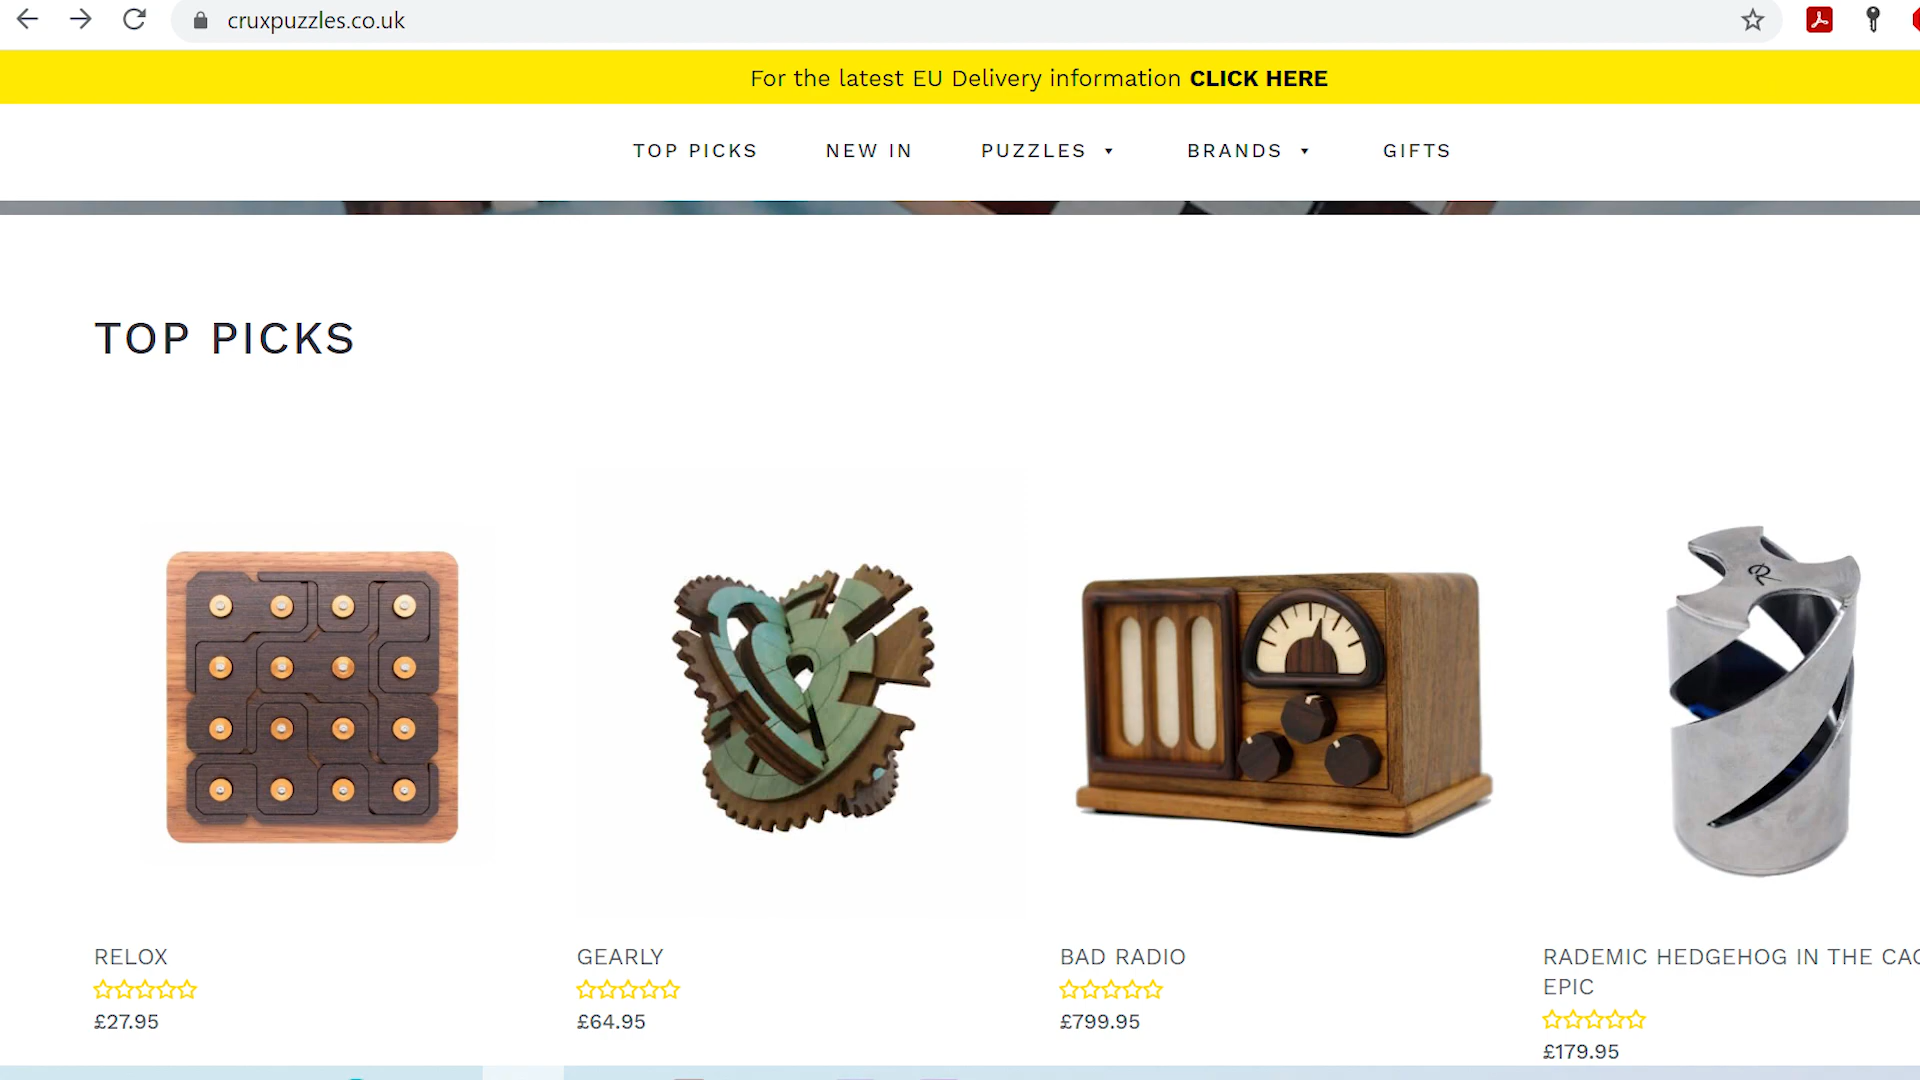 cruxpuzzles.co.uk
For the latest EU Delivery information CLICK HERE
TOP PICKS NEW IN PUZZLES BRANDS GIFTS
TOP PICKS
RELOX
£27.95
GEARLY
£64.95
BAD RADIO
£799.95
RADEMIC HEDGEHOG IN THE
EPIC
£179.95